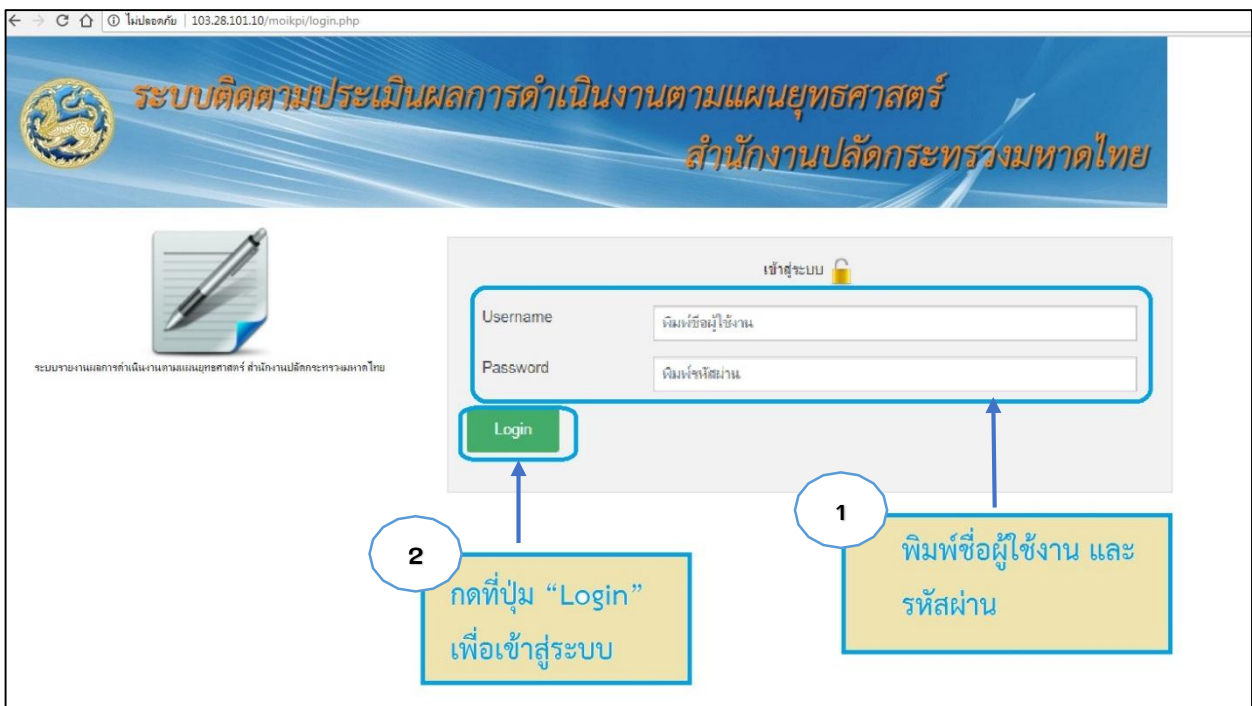 ไม่ปลอดภัย | 103.28.101.10/moikpi/login.php
ระบบติดตามประเมินผลการดำเนินงานตามแผนยุทธศาสตร์
สำนักงานปลัดกระทรวงมหาดไทย
เข้าสู่ระบบ
Username
พิมพ์ชื่อผู้ใช้งาน
Password
พิมพ์รหัสผ่าน
ระบบรายงานผลการดำเนินงานตามแผนยุทธศาสตร์ สำนักงานปลัดกระทรวงมหาดไทย
Login
1
พิมพ์ชื่อผู้ใช้งาน และ
รหัสผ่าน
2
กดที่ปุ่ม “Login”
เพื่อเข้าสู่ระบบ